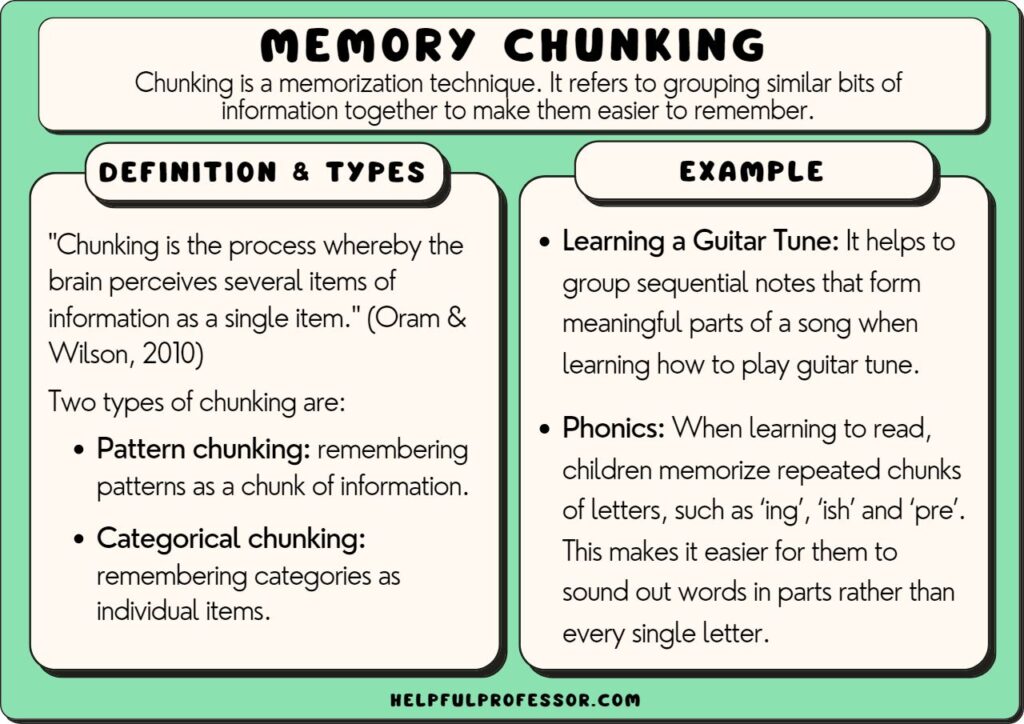 MEMORY CHUNKING
Chunking is a memorization technique. It refers to grouping similar bits of
information together to make them easier to remember.
DEFINITION & TYPES
"Chunking is the process whereby the
brain perceives several items of
information as a single item." (Oram &
Wilson, 2010)
Two types of chunking are:
• Pattern chunking: remembering
patterns as a chunk of information.
• Categorical chunking:
remembering categories as
individual items.
EXAMPLE
• Learning a Guitar Tune: It helps to
group sequential notes that form
meaningful parts of a song when
learning how to play guitar tune.
• Phonics: When learning to read,
children memorize repeated chunks
of letters, such as ‘ing’, ‘ish’ and ‘pre’.
This makes it easier for them to
sound out words in parts rather than
every single letter.
HELPFULPROFESSOR.COM